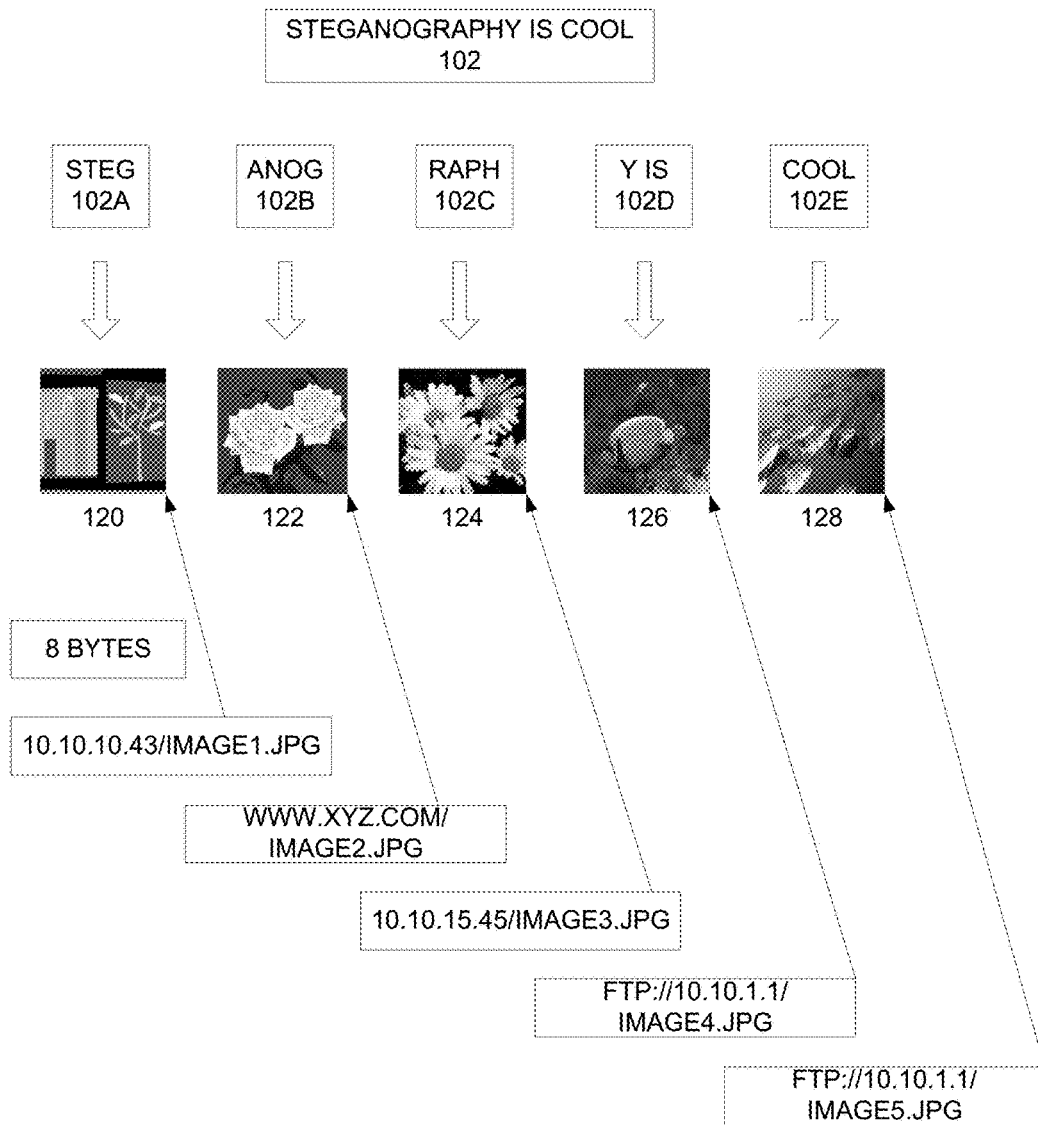 STEGANOGRAPHY IS COOL
102
STEG
102A
ANOG
102B
RAPH
102C
Y IS
102D
COOL
102E
120
122
124
126
128
8 BYTES
10.10.10.43/IMAGE1.JPG
WWW.XYZ.COM/
IMAGE2.JPG
10.10.15.45/IMAGE3.JPG
FTP://10.10.1.1/
IMAGE4.JPG
FTP://10.10.1.1/
IMAGE5.JPG